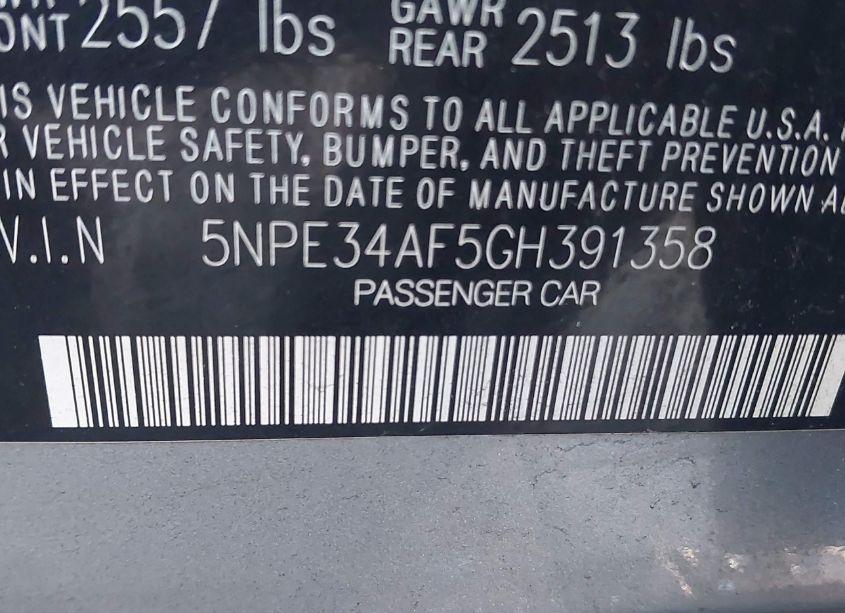 ONT 2557 lbs GAWR
REAR 2513 lbs
IS VEHICLE CONFORMS TO ALL APPLICABLE U.S.A.
R VEHICLE SAFETY, BUMPER, AND THEFT PREVENTION
IN EFFECT ON THE DATE OF MANUFACTURE SHOWN A
V.I.N 5NPE34AF5GH391358
PASSENGER CAR